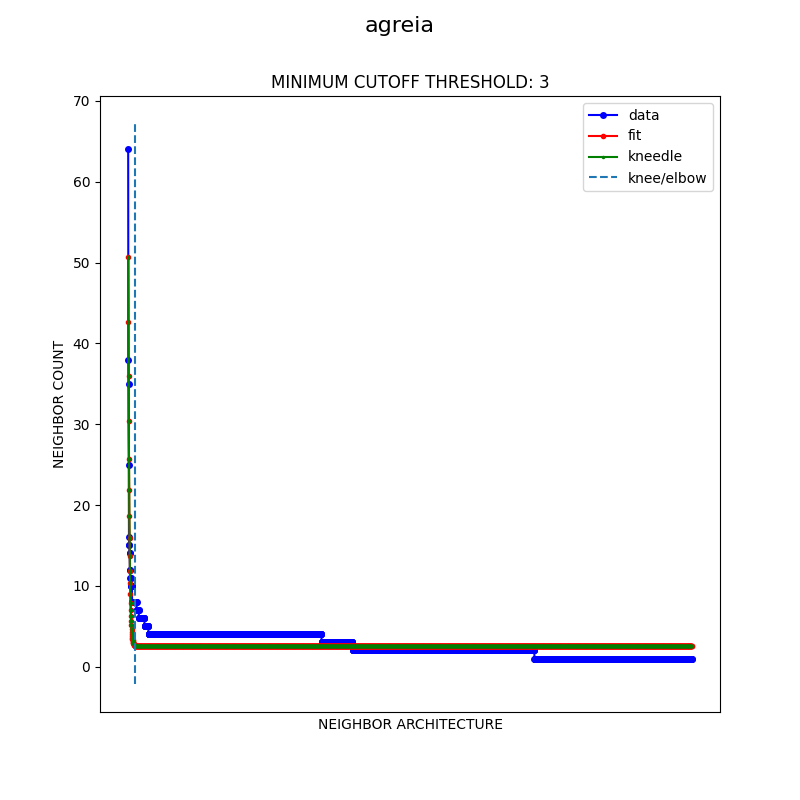 agreia
MINIMUM CUTOFF THRESHOLD: 3
data
fit
kneedle
knee/elbow
70
60
50
40
30
20
10
0
NEIGHBOR COUNT
NEIGHBOR ARCHITECTURE